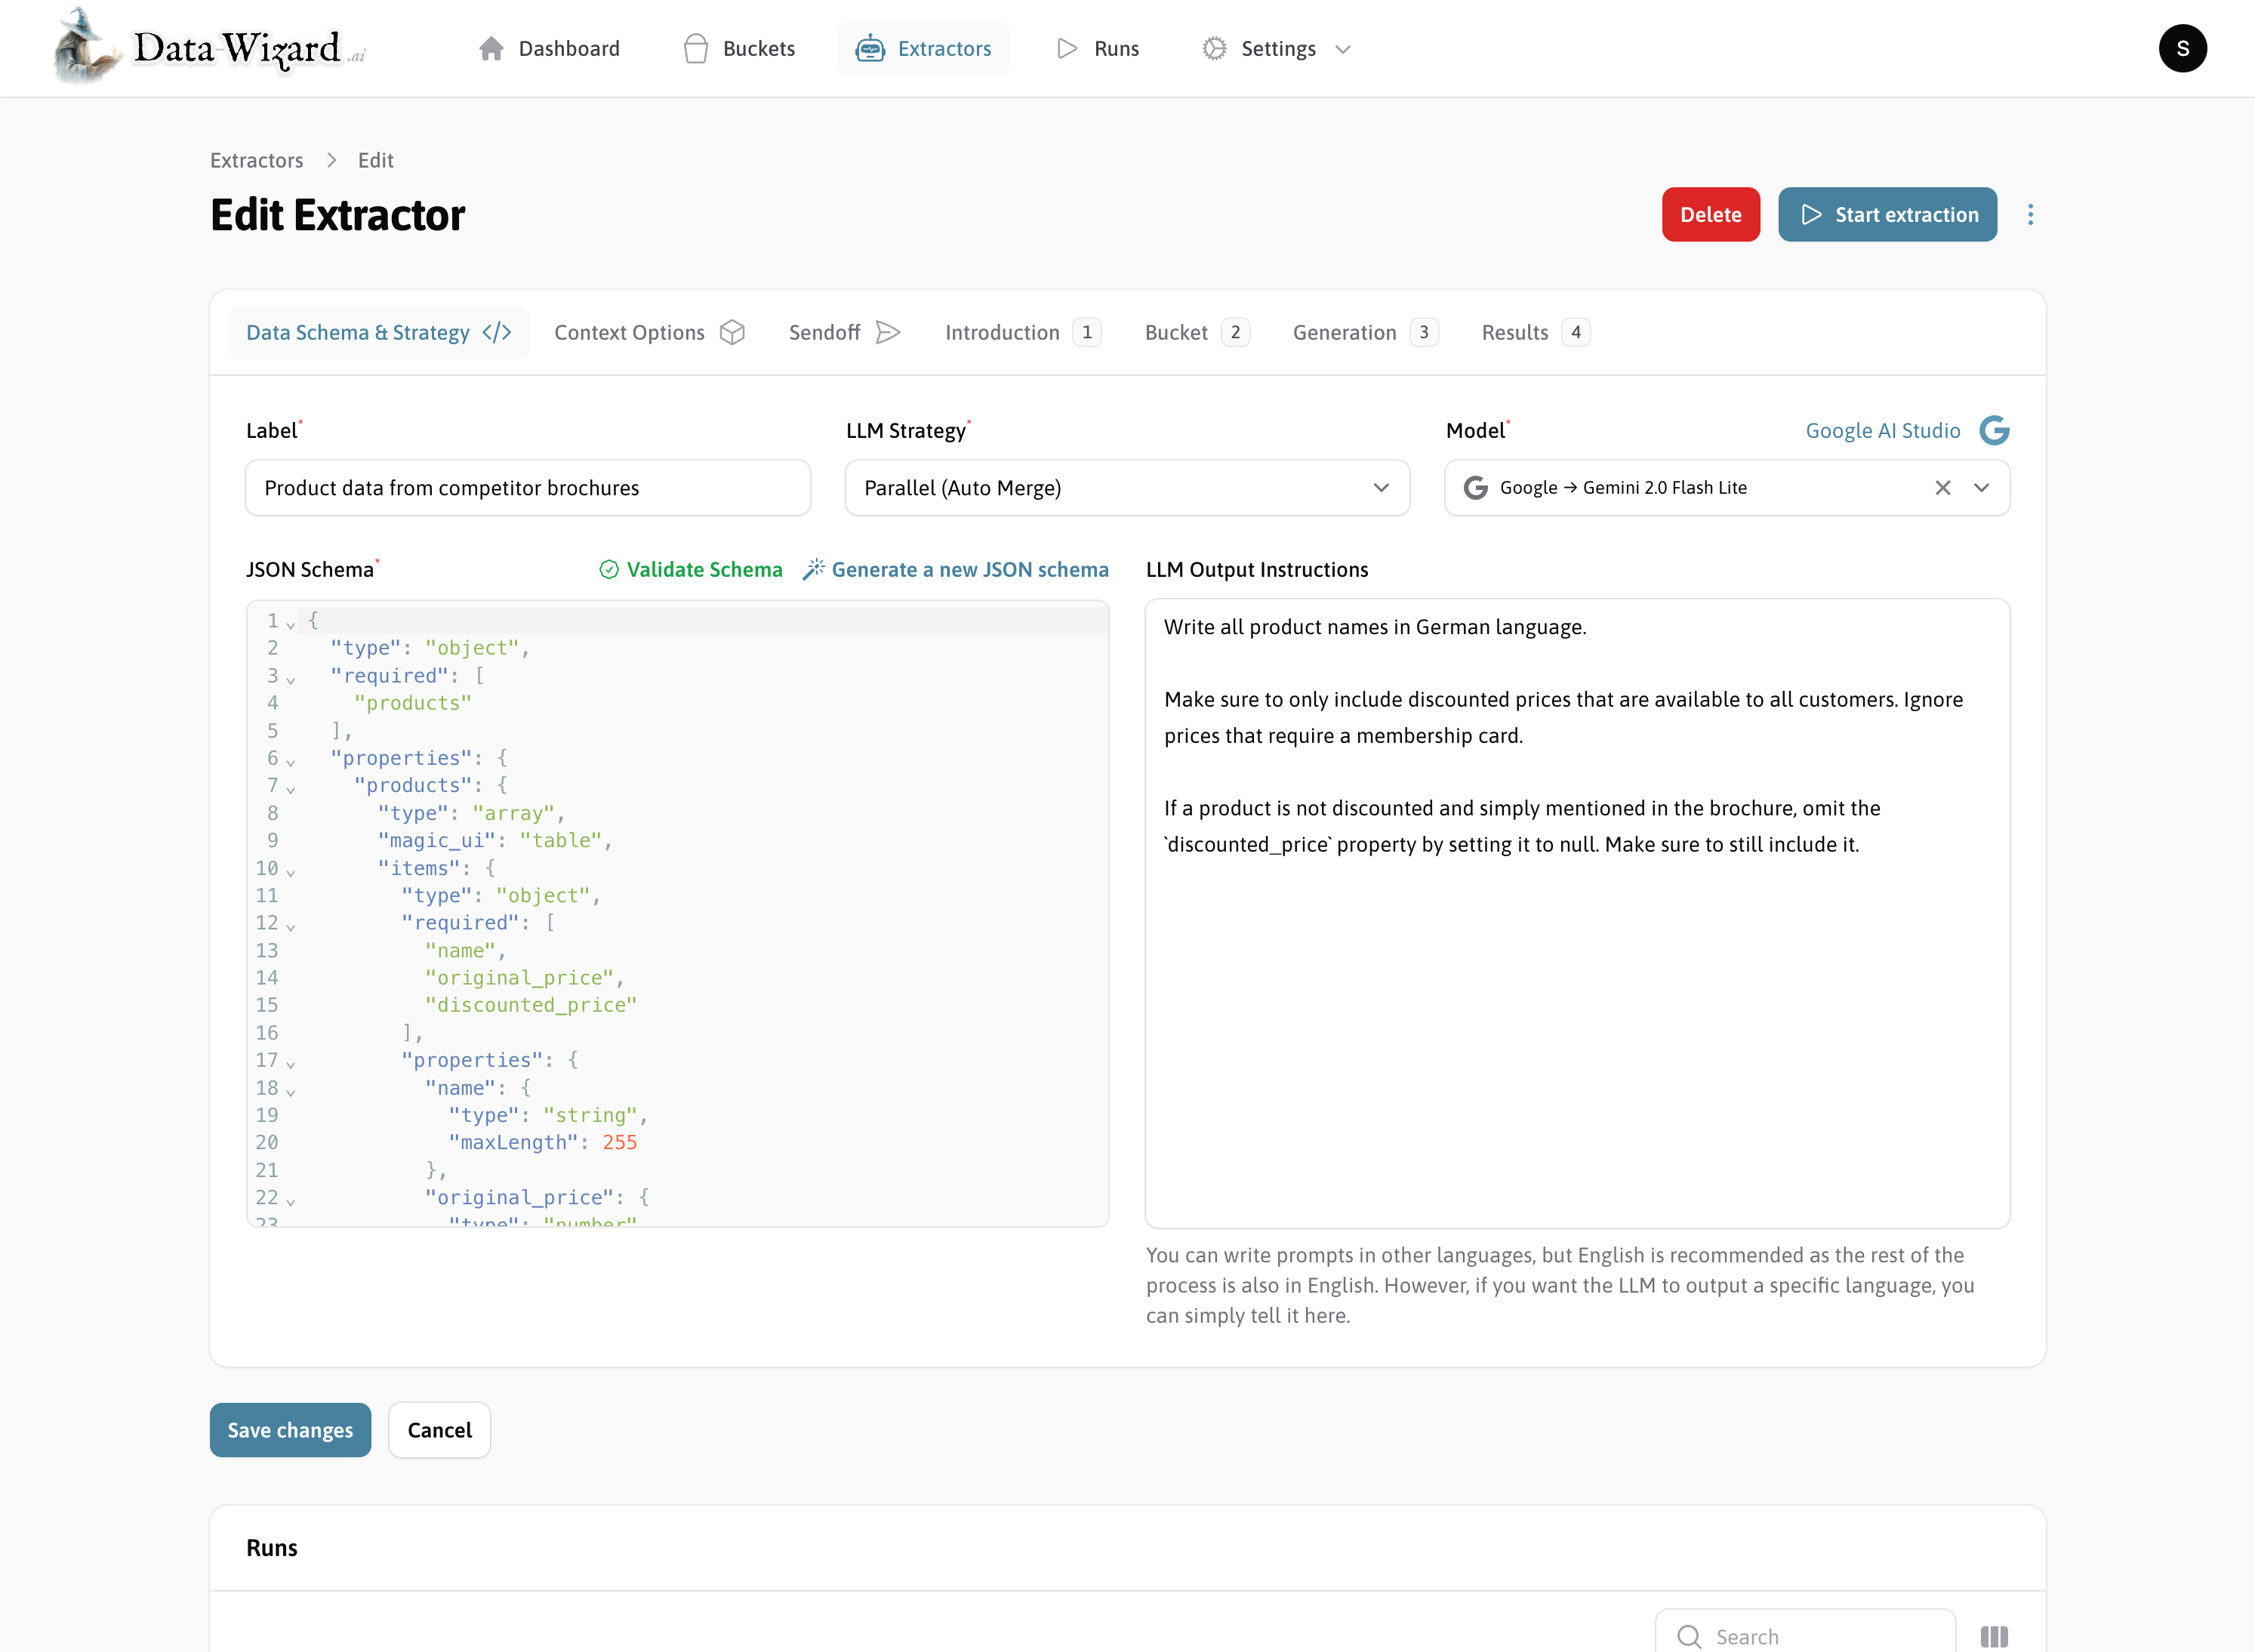 Data Wizard .ai
Dashboard
Buckets
Extractors
Runs
Settings
S
Extractors > Edit
Edit Extractor
Delete
Start extraction
Data Schema & Strategy </>
Context Options
Sendoff
Introduction 1
Bucket 2
Generation 3
Results 4
Label*
Product data from competitor brochures
LLM Strategy*
Parallel (Auto Merge)
Model*
Google AI Studio
Google → Gemini 2.0 Flash Lite
JSON Schema*
Validate Schema
Generate a new JSON schema
1 {
2 "type": "object",
3 "required": [
4 "products"
5 ],
6 "properties": {
7 "products": {
8 "type": "array",
9 "magic_ui": "table",
10 "items": {
11 "type": "object",
12 "required": [
13 "name",
14 "original_price",
15 "discounted_price"
16 ],
17 "properties": {
18 "name": {
19 "type": "string",
20 "maxLength": 255
21 },
22 "original_price": {
23 "type": "number"
LLM Output Instructions
Write all product names in German language.
Make sure to only include discounted prices that are available to all customers. Ignore
prices that require a membership card.
If a product is not discounted and simply mentioned in the brochure, omit the
`discounted_price` property by setting it to null. Make sure to still include it.
You can write prompts in other languages, but English is recommended as the rest of the
process is also in English. However, if you want the LLM to output a specific language, you
can simply tell it here.
Save changes
Cancel
Runs
Search